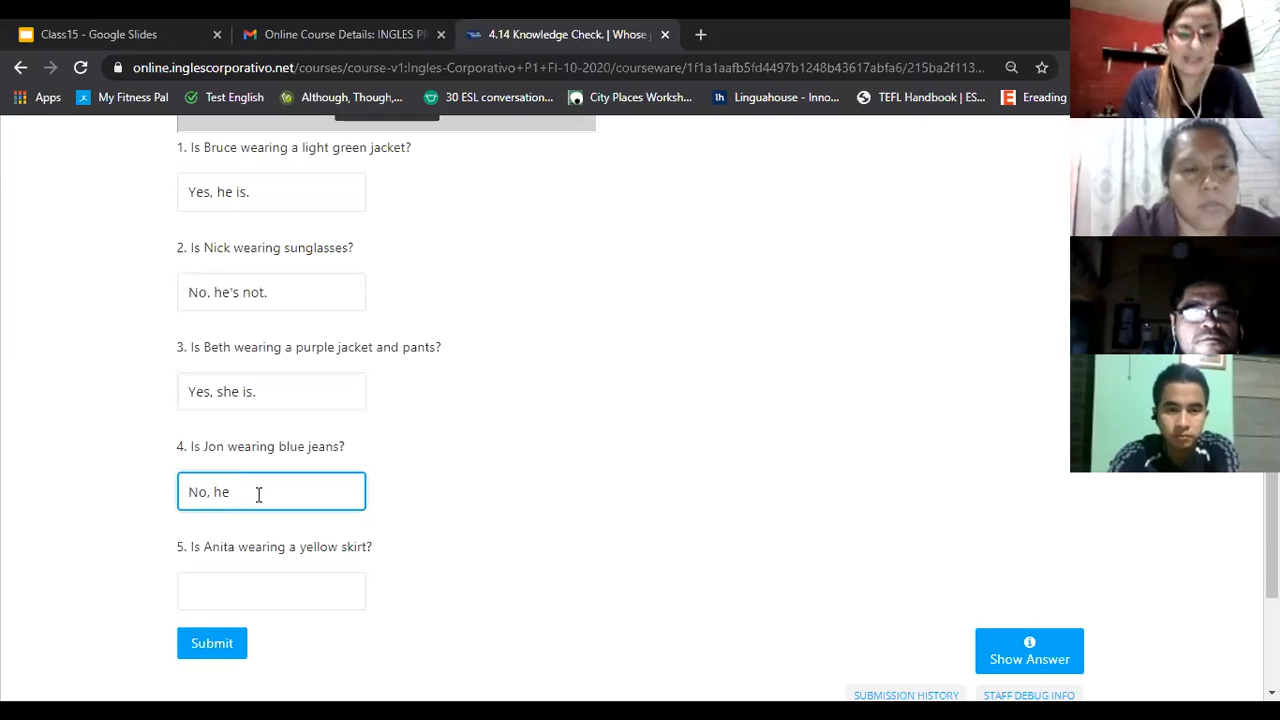 Class15 - Google Slides
Online Course Details: INGLES PR
4.14 Knowledge Check. | Whose j
online.inglescorporativo.net/courses/course-v1:Ingles-Corporativo+P1+FI-10.2020/courseware/1f1a1aafb5fd4497b1248b43617abfa6/215ba2f113...
Apps
My Fitness Pal
Test English
Although, Through,...
30 ESL conversation...
City Places Worksh...
Linguahouse - Inno...
TEFL Handbook | ES...
Ereading
1. Is Bruce wearing a light green jacket?
Yes, he is.
2. Is Nick wearing sunglasses?
No. he's not.
3. Is Beth wearing a purple jacket and pants?
Yes, she is.
4. Is Jon wearing blue jeans?
No, he
5. Is Anita wearing a yellow skirt?
Submit
Show Answer
SUBMISSION HISTORY
STAFF DEBUG INFO